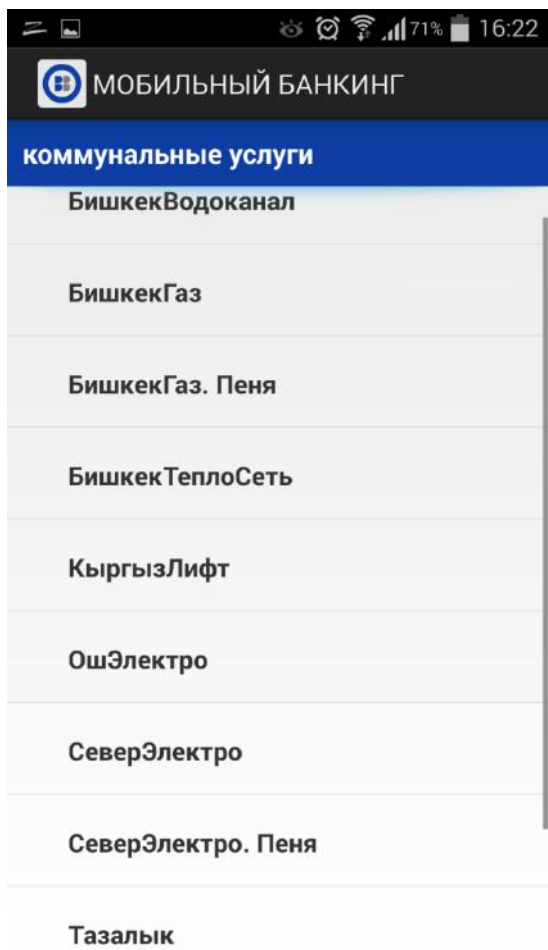 71% 16:22
МОБИЛЬНЫЙ БАНКИНГ
коммунальные услуги
БишкекВодоканал
БишкекГаз
БишкекГаз. Пеня
БишкекТеплоСеть
КыргызЛифт
ОшЭлектро
СеверЭлектро
СеверЭлектро. Пеня
Тазалык